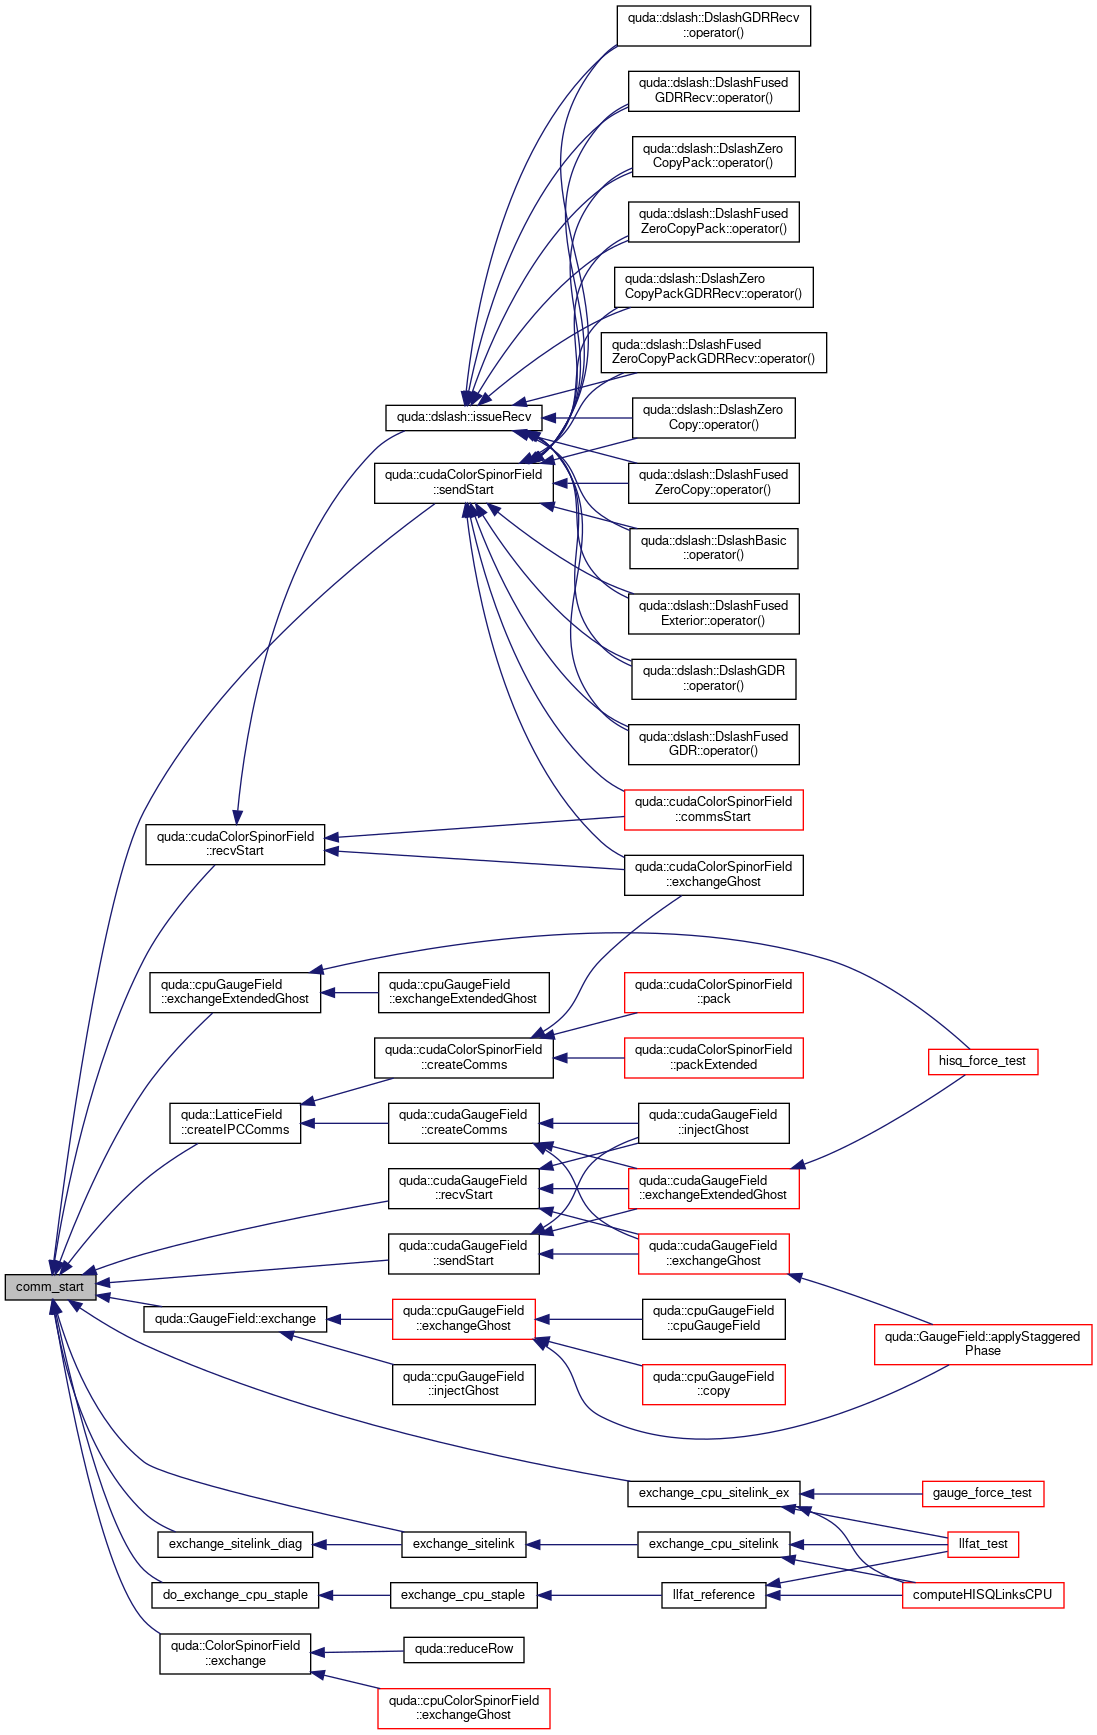 quda::dslash::DslashGDRRecv
::operator()
quda::dslash::DslashFused
GDRRecv::operator()
quda::dslash::DslashZero
CopyPack::operator()
quda::dslash::DslashFused
ZeroCopyPack::operator()
quda::dslash::DslashZero
CopyPackGDRRecv::operator()
quda::dslash::DslashFused
ZeroCopyPackGDRRecv::operator()
quda::dslash::issueRecv
quda::dslash::DslashZero
Copy::operator()
quda::cudaColorSpinorField
::sendStart
quda::dslash::DslashFused
ZeroCopy::operator()
quda::dslash::DslashBasic
::operator()
quda::dslash::DslashFused
Exterior::operator()
quda::dslash::DslashGDR
::operator()
quda::dslash::DslashFused
GDR::operator()
quda::cudaColorSpinorField
::commsStart
quda::cudaColorSpinorField
::recvStart
quda::cudaColorSpinorField
::exchangeGhost
quda::cpuGaugeField
::exchangeExtendedGhost
quda::cpuGaugeField
::exchangeExtendedGhost
quda::cudaColorSpinorField
::pack
quda::cudaColorSpinorField
::createComms
quda::cudaColorSpinorField
::packExtended
hisq_force_test
quda::LatticeField
::createIPCComms
quda::cudaGaugeField
::createComms
quda::cudaGaugeField
::injectGhost
quda::cudaGaugeField
::recvStart
quda::cudaGaugeField
::exchangeExtendedGhost
quda::cudaGaugeField
::sendStart
quda::cudaGaugeField
::exchangeGhost
comm_start
quda::GaugeField::exchange
quda::cpuGaugeField
::exchangeGhost
quda::cpuGaugeField
::cpuGaugeField
quda::GaugeField::applyStaggered
Phase
quda::cpuGaugeField
::injectGhost
quda::cpuGaugeField
::copy
exchange_cpu_sitelink_ex
gauge_force_test
exchange_sitelink_diag
exchange_sitelink
exchange_cpu_sitelink
llfat_test
do_exchange_cpu_staple
exchange_cpu_staple
llfat_reference
computeHISQLinksCPU
quda::ColorSpinorField
::exchange
quda::reduceRow
quda::cpuColorSpinorField
::exchangeGhost